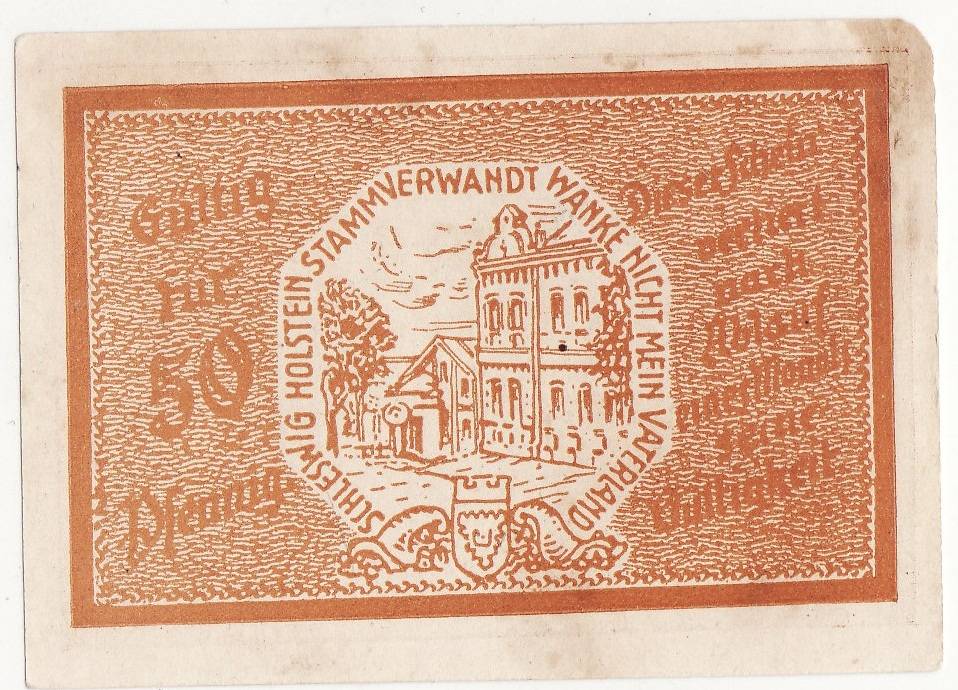 Gültig
für
50
Pfennig
SCHLESWIG HOLSTEIN STAMMVERWANDT WANKE NICHT MEIN VATERLAND
Dieser Schein
verliert
nach
Ablauf
eines Monats
seine
Gültigkeit